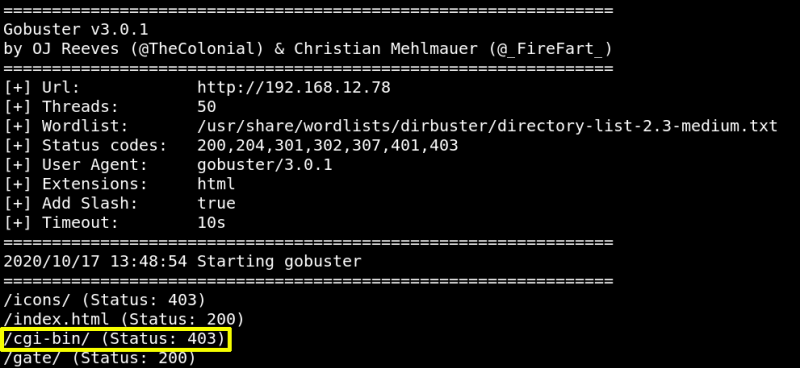 ===============================================================
Gobuster v3.0.1
by OJ Reeves (@TheColonial) & Christian Mehlmauer (@_FireFart_)
===============================================================
[+] Url:            http://192.168.12.78
[+] Threads:        50
[+] Wordlist:       /usr/share/wordlists/dirbuster/directory-list-2.3-medium.txt
[+] Status codes:   200,204,301,302,307,401,403
[+] User Agent:     gobuster/3.0.1
[+] Extensions:     html
[+] Add Slash:      true
[+] Timeout:        10s
===============================================================
2020/10/17 13:48:54 Starting gobuster
===============================================================
/icons/ (Status: 403)
/index.html (Status: 200)
/cgi-bin/ (Status: 403)
/gate/ (Status: 200)